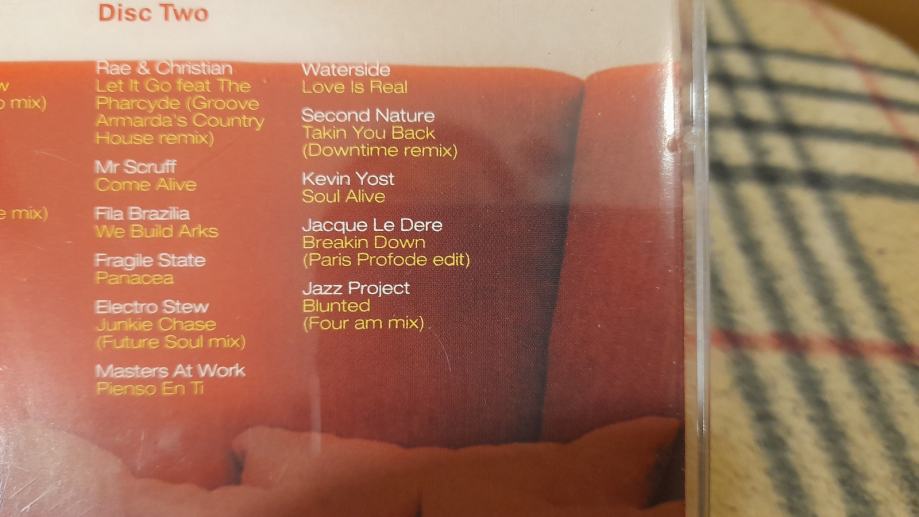 Disc Two
w
o mix)
e mix)
Rae & Christian
Let It Go feat The
Pharcyde (Groove
Armarda's Country
House remix)
Mr Scruff
Come Alive
Fila Brazilia
We Build Arks
Fragile State
Panacea
Electro Stew
Junkie Chase
(Future Soul mix)
Masters At Work
Pienso En Ti
Waterside
Love Is Real
Second Nature
Takin You Back
(Downtime remix)
Kevin Yost
Soul Alive
Jacque Le Dere
Breakin Down
(Paris Profode edit)
Jazz Project
Blunted
(Four am mix)